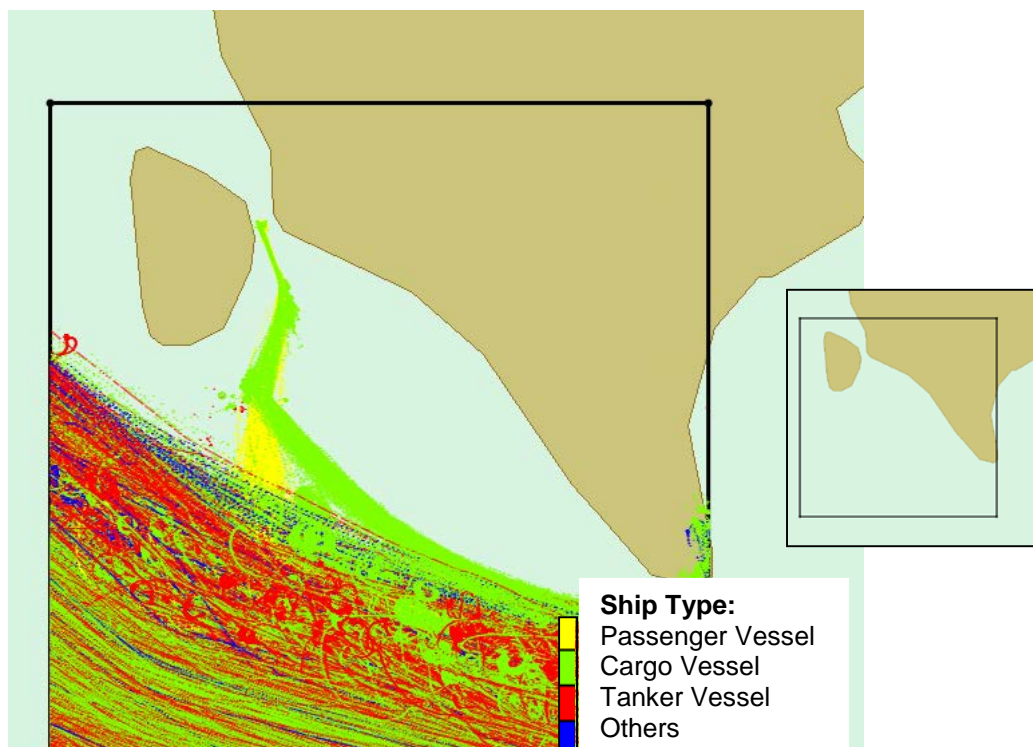 Ship Type:
Passenger Vessel
Cargo Vessel
Tanker Vessel
Others